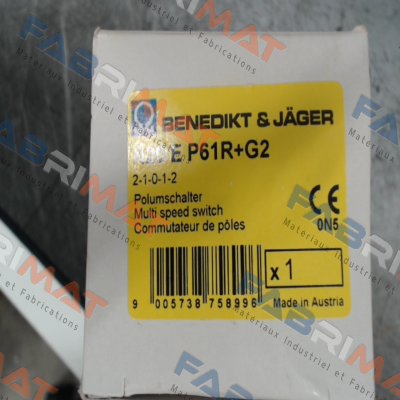 BENEDIKT & JÄGER
E P61R+G2
2-1-0-1-2
Polumschalter
Multi speed switch
Commutateur de pôles
CE
0N5
x 1
9 005738 758996
Made in Austria
FABRIMAT
Materiaux Industriel et Fabrications